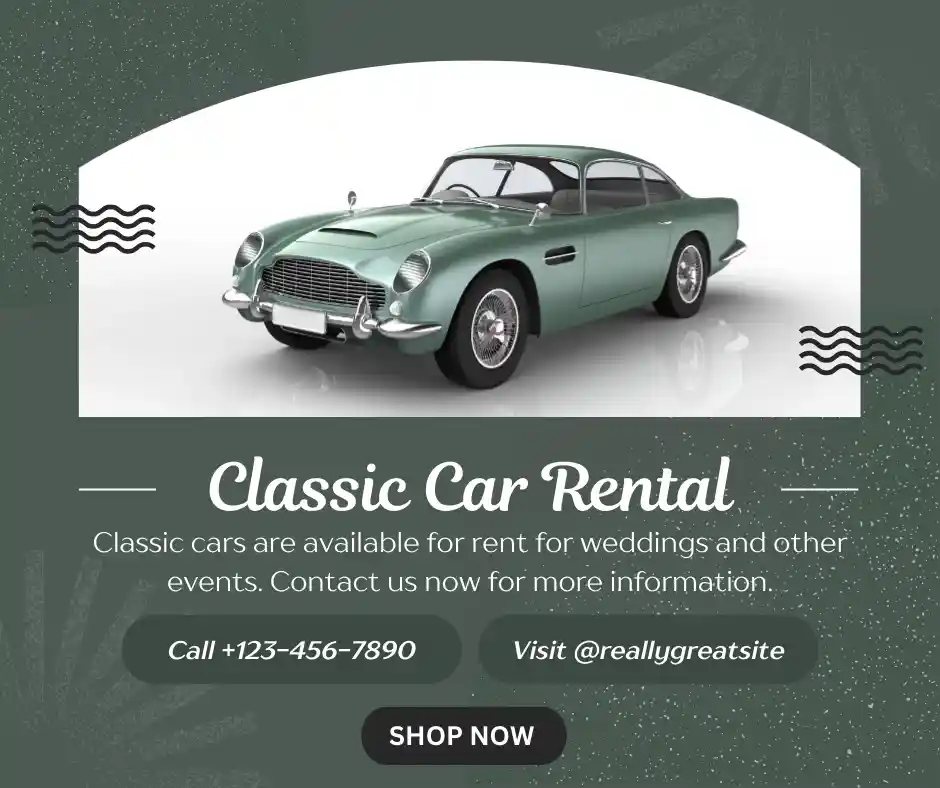 Classic Car Rental
Classic cars are available for rent for weddings and other
events. Contact us now for more information.
Call +123-456-7890
Visit @reallygreatsite
SHOP NOW